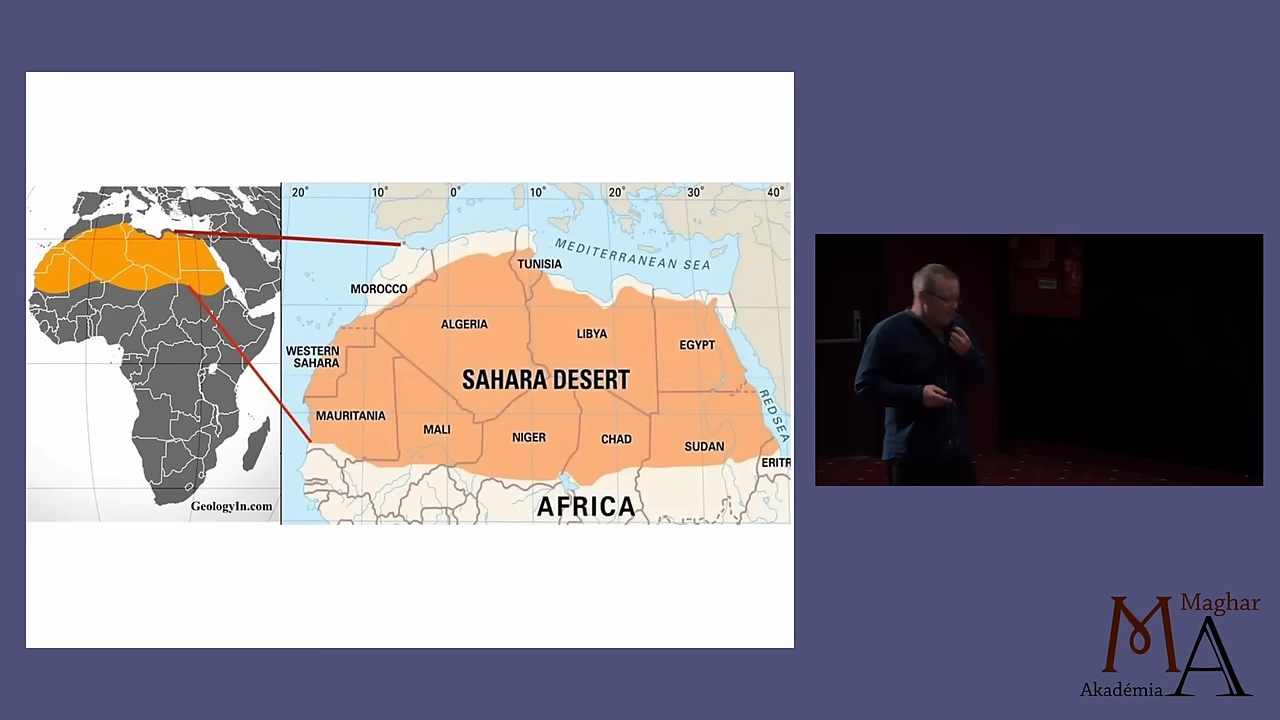 20°
10°
0°
10°
20°
30°
40°
MEDITERRANEAN SEA
TUNISIA
MOROCCO
ALGERIA
LIBYA
EGYPT
WESTERN
SAHARA
SAHARA DESERT
RED SEA
MAURITANIA
MALI
NIGER
CHAD
SUDAN
ERITR
AFRICA
GeologyIn.com
Maghar
MA
Akadémia